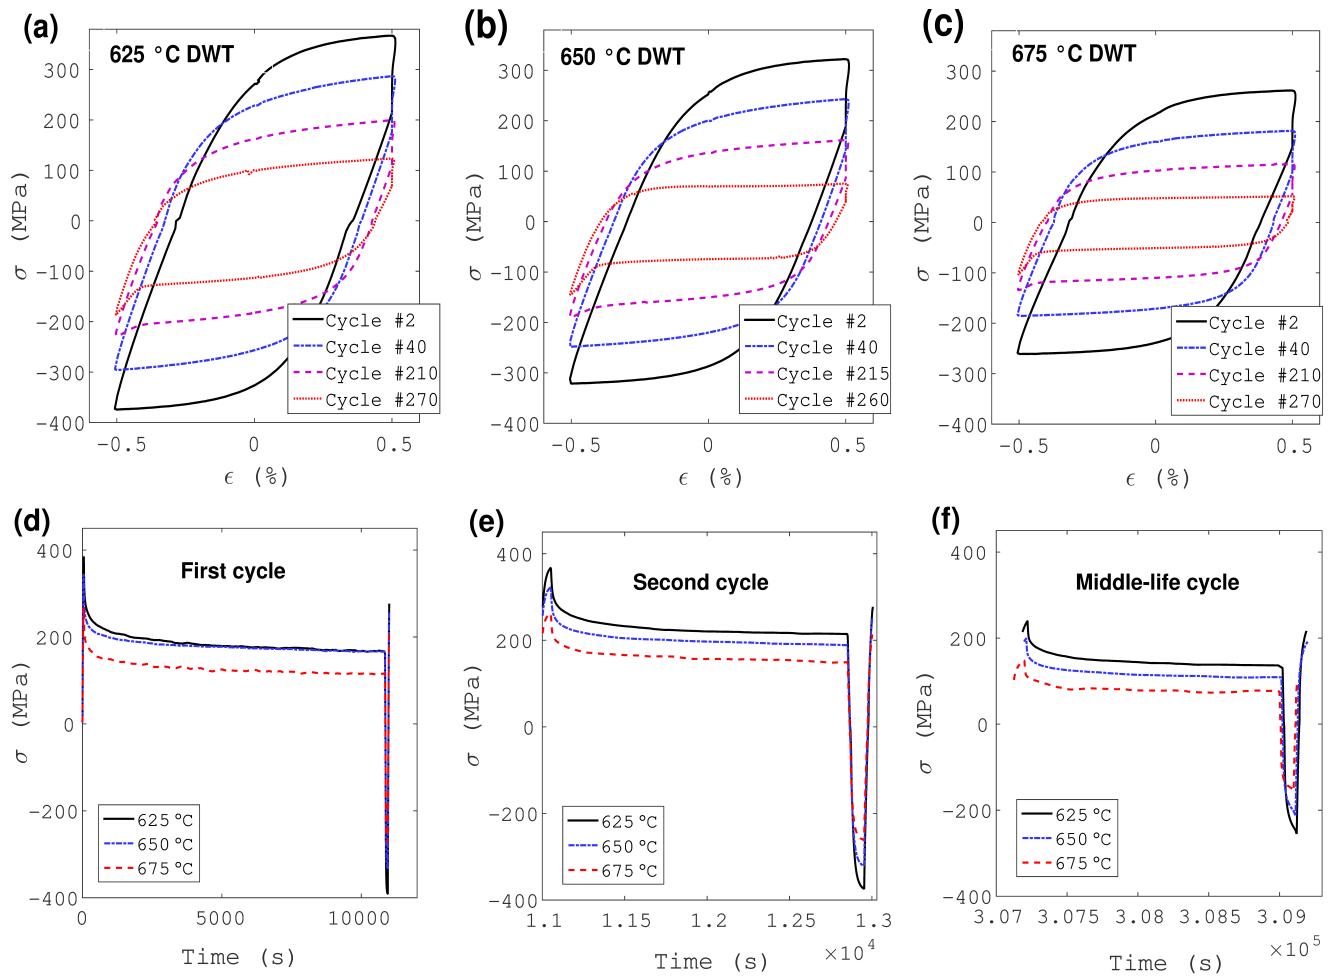 (a)
625 °C DWT
300
200
100
0
-100
-200
-300
-400
σ (MPa)
-0.5
0
0.5
ϵ (%)
Cycle #2
Cycle #40
Cycle #210
Cycle #270
(b)
650 °C DWT
300
200
100
0
-100
-200
-300
-400
σ (MPa)
-0.5
0
0.5
ϵ (%)
Cycle #2
Cycle #40
Cycle #215
Cycle #260
(c)
675 °C DWT
300
200
100
0
-100
-200
-300
-400
σ (MPa)
-0.5
0
0.5
ϵ (%)
Cycle #2
Cycle #40
Cycle #210
Cycle #270
(d)
First cycle
400
200
0
-200
-400
σ (MPa)
0
5000
10000
Time (s)
625 °C
650 °C
675 °C
(e)
Second cycle
400
200
0
-200
-400
σ (MPa)
1.1
1.15
1.2
1.25
1.3
×10⁴
Time (s)
625 °C
650 °C
675 °C
(f)
Middle-life cycle
400
200
0
-200
-400
σ (MPa)
3.07
3.075
3.08
3.085
3.09
×10⁵
Time (s)
625 °C
650 °C
675 °C